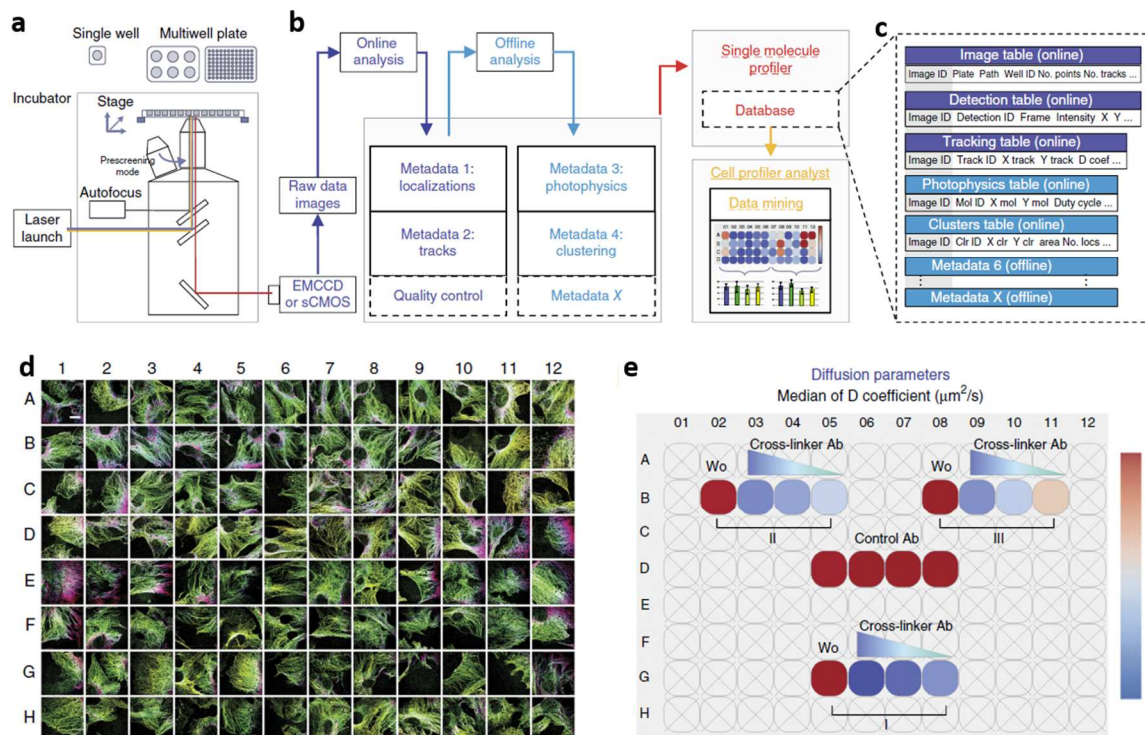 a
Single well
Multiwell plate
Incubator
Stage
Prescreening
mode
Autofocus
Laser
launch
EMCCD
or sCMOS
Raw data
images
b
Online
analysis
Offline
analysis
Metadata 1:
localizations
Metadata 2:
tracks
Quality control
Metadata 3:
photophysics
Metadata 4:
clustering
Metadata X
Single molecule
profiler
Database
Cell profiler analyst
Data mining
A
B
C
D
c
Image table (online)
Image ID Plate Path Well ID No. points No. tracks ...
Detection table (online)
Image ID Detection ID Frame Intensity X Y ...
Tracking table (online)
Image ID Track ID X track Y track D coef ...
Photophysics table (online)
Image ID Mol ID X mol Y mol Duty cycle ...
Clusters table (online)
Image ID Clr ID X clr Y clr area No. locs ...
Metadata 6 (offline)
Metadata X (offline)
d
1 2 3 4 5 6 7 8 9 10 11 12
A
B
C
D
E
F
G
H
e
Diffusion parameters
Median of D coefficient (μm²/s)
01 02 03 04 05 06 07 08 09 10 11 12
A
Cross-linker Ab
Cross-linker Ab
Wo
Wo
B
II
III
C
Control Ab
D
E
F
Cross-linker Ab
Wo
G
I
H